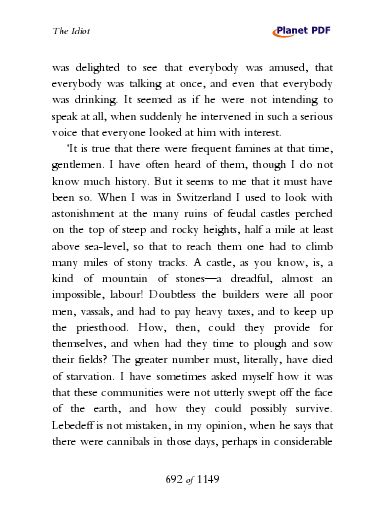 The Idiot
Planet PDF
was delighted to see that everybody was amused, that
everybody was talking at once, and even that everybody
was drinking. It seemed as if he were not intending to
speak at all, when suddenly he intervened in such a serious
voice that everyone looked at him with interest.
‘It is true that there were frequent famines at that time,
gentlemen. I have often heard of them, though I do not
know much history. But it seems to me that it must have
been so. When I was in Switzerland I used to look with
astonishment at the many ruins of feudal castles perched
on the top of steep and rocky heights, half a mile at least
above sea-level, so that to reach them one had to climb
many miles of stony tracks. A castle, as you know, is, a
kind of mountain of stones—a dreadful, almost an
impossible, labour! Doubtless the builders were all poor
men, vassals, and had to pay heavy taxes, and to keep up
the priesthood. How, then, could they provide for
themselves, and when had they time to plough and sow
their fields? The greater number must, literally, have died
of starvation. I have sometimes asked myself how it was
that these communities were not utterly swept off the face
of the earth, and how they could possibly survive.
Lebedeff is not mistaken, in my opinion, when he says that
there were cannibals in those days, perhaps in considerable
692 of 1149